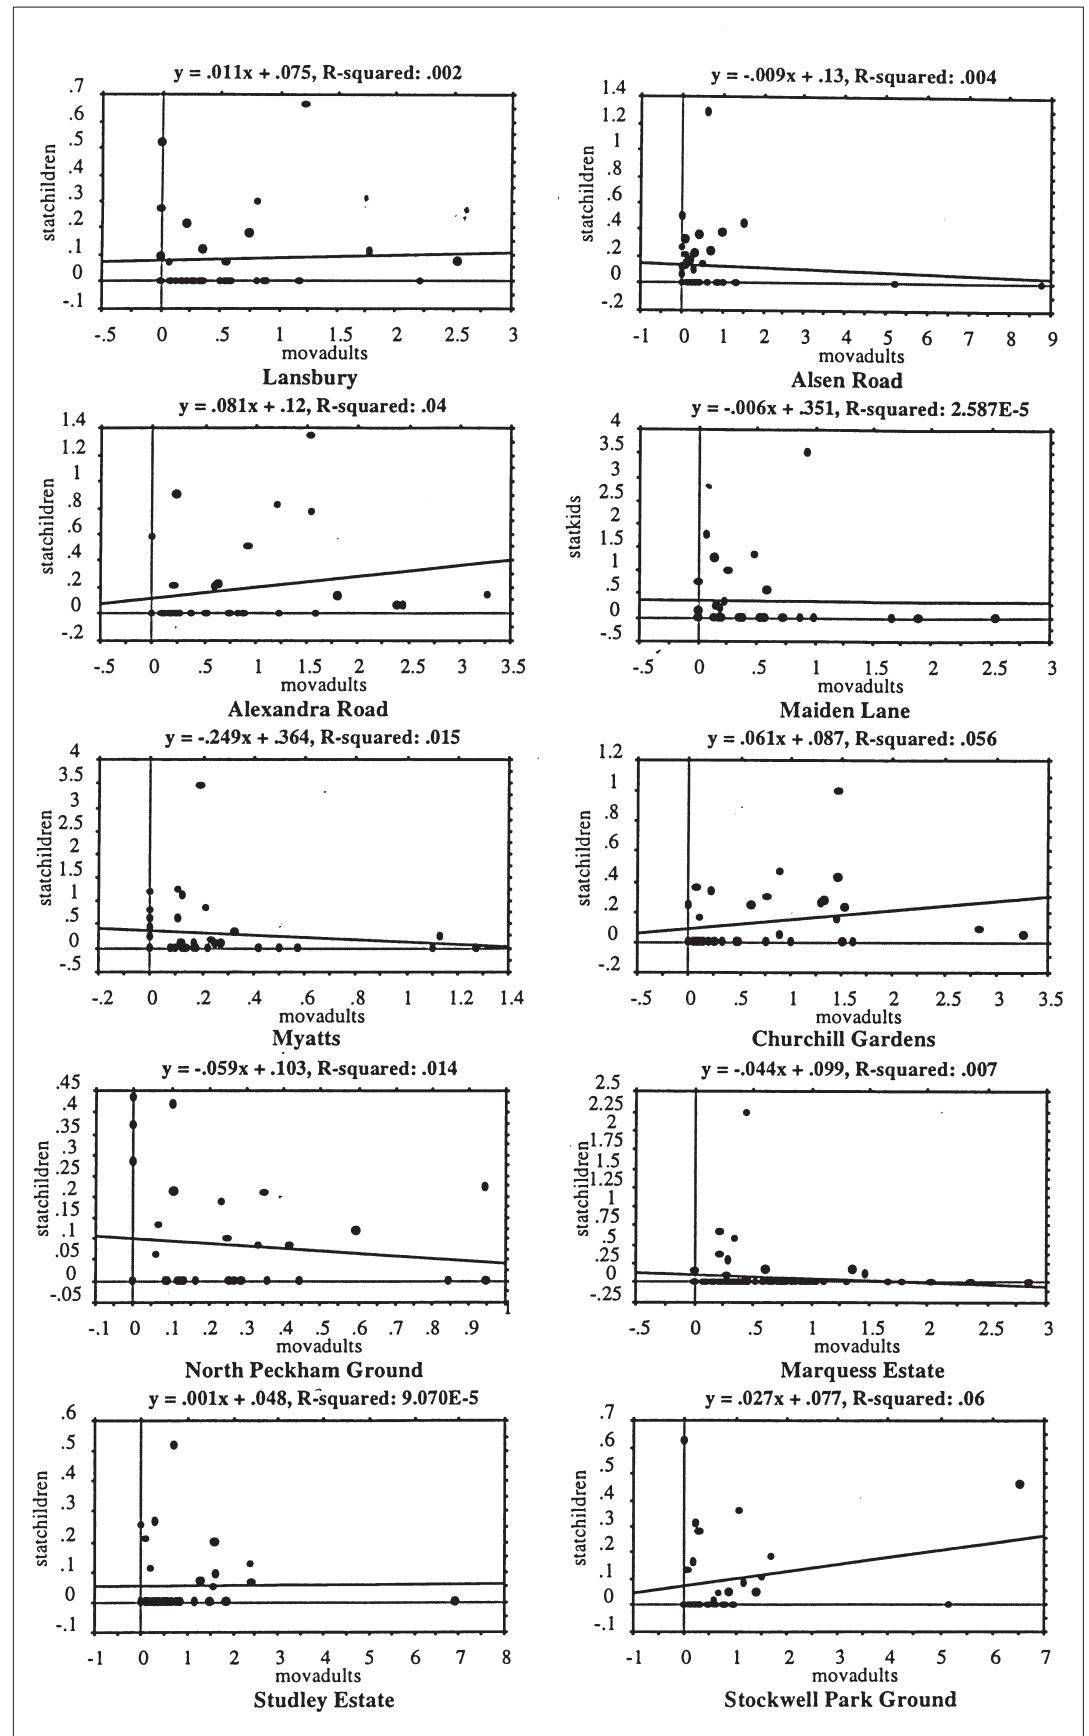 y = .011x + .075, R-squared: .002
.7
.6
.5
.4
.3
.2
.1
0
-.1
statchildren
-.5 0 .5 1 1.5 2 2.5 3
movadults
Lansbury
y = -.009x + .13, R-squared: .004
1.4
1.2
1
.8
.6
.4
.2
0
-.2
statchildren
-1 0 1 2 3 4 5 6 7 8 9
movadults
Alsen Road
y = .081x + .12, R-squared: .04
1.4
1.2
1
.8
.6
.4
.2
0
-.2
statchildren
-.5 0 .5 1 1.5 2 2.5 3 3.5
movadults
Alexandra Road
y = -.006x + .351, R-squared: 2.587E-5
4
3.5
3
2.5
2
1.5
1
.5
0
-.5
statkids
-.5 0 .5 1 1.5 2 2.5 3
movadults
Maiden Lane
y = -.249x + .364, R-squared: .015
4
3.5
3
2.5
2
1.5
1
.5
0
-.5
statchildren
-.2 0 .2 .4 .6 .8 1 1.2 1.4
movadults
Myatts
y = .061x + .087, R-squared: .056
1.2
1
.8
.6
.4
.2
0
-.2
statchildren
-.5 0 .5 1 1.5 2 2.5 3 3.5
movadults
Churchill Gardens
y = -.059x + .103, R-squared: .014
.45
.4
.35
.3
.25
.2
.15
.1
.05
0
-.05
statchildren
-.1 0 .1 .2 .3 .4 .5 .6 .7 .8 .9 1
movadults
North Peckham Ground
y = -.044x + .099, R-squared: .007
2.5
2.25
2
1.75
1.5
1.25
1
.75
.5
.25
0
-.25
statchildren
-.5 0 .5 1 1.5 2 2.5 3
movadults
Marquess Estate
y = .001x + .048, R-squared: 9.070E-5
.6
.5
.4
.3
.2
.1
0
-.1
statchildren
-1 0 1 2 3 4 5 6 7 8
movadults
Studley Estate
y = .027x + .077, R-squared: .06
.7
.6
.5
.4
.3
.2
.1
0
-.1
statchildren
-1 0 1 2 3 4 5 6 7
movadults
Stockwell Park Ground